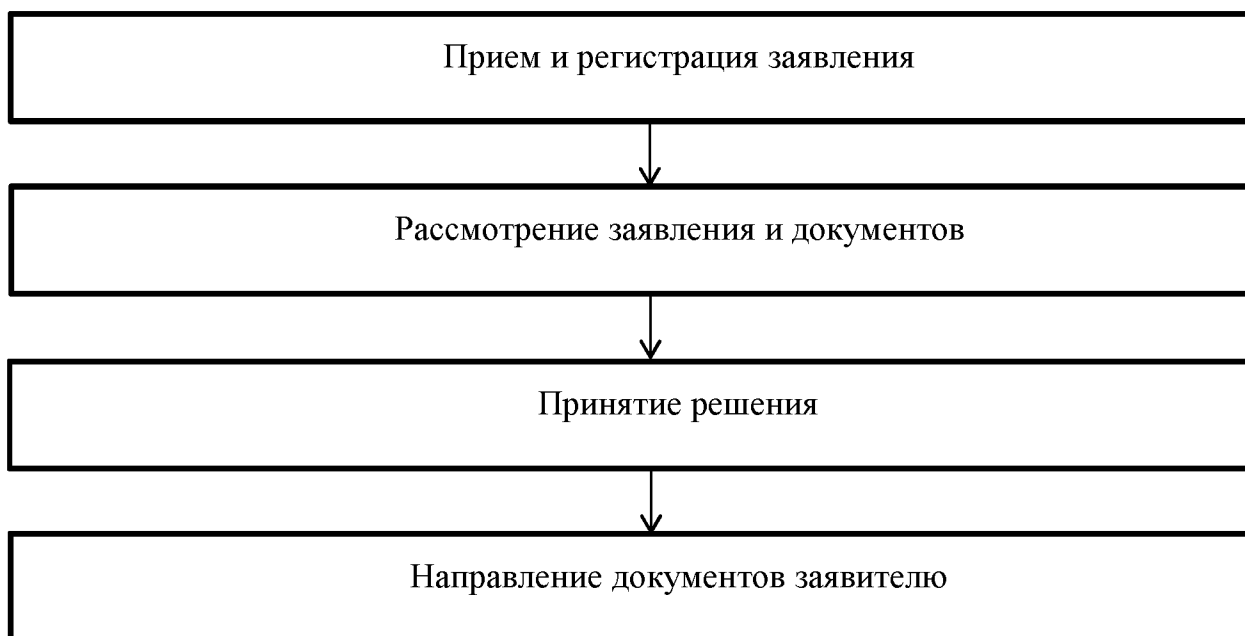 Прием и регистрация заявления
Рассмотрение заявления и документов
Принятие решения
Направление документов заявителю